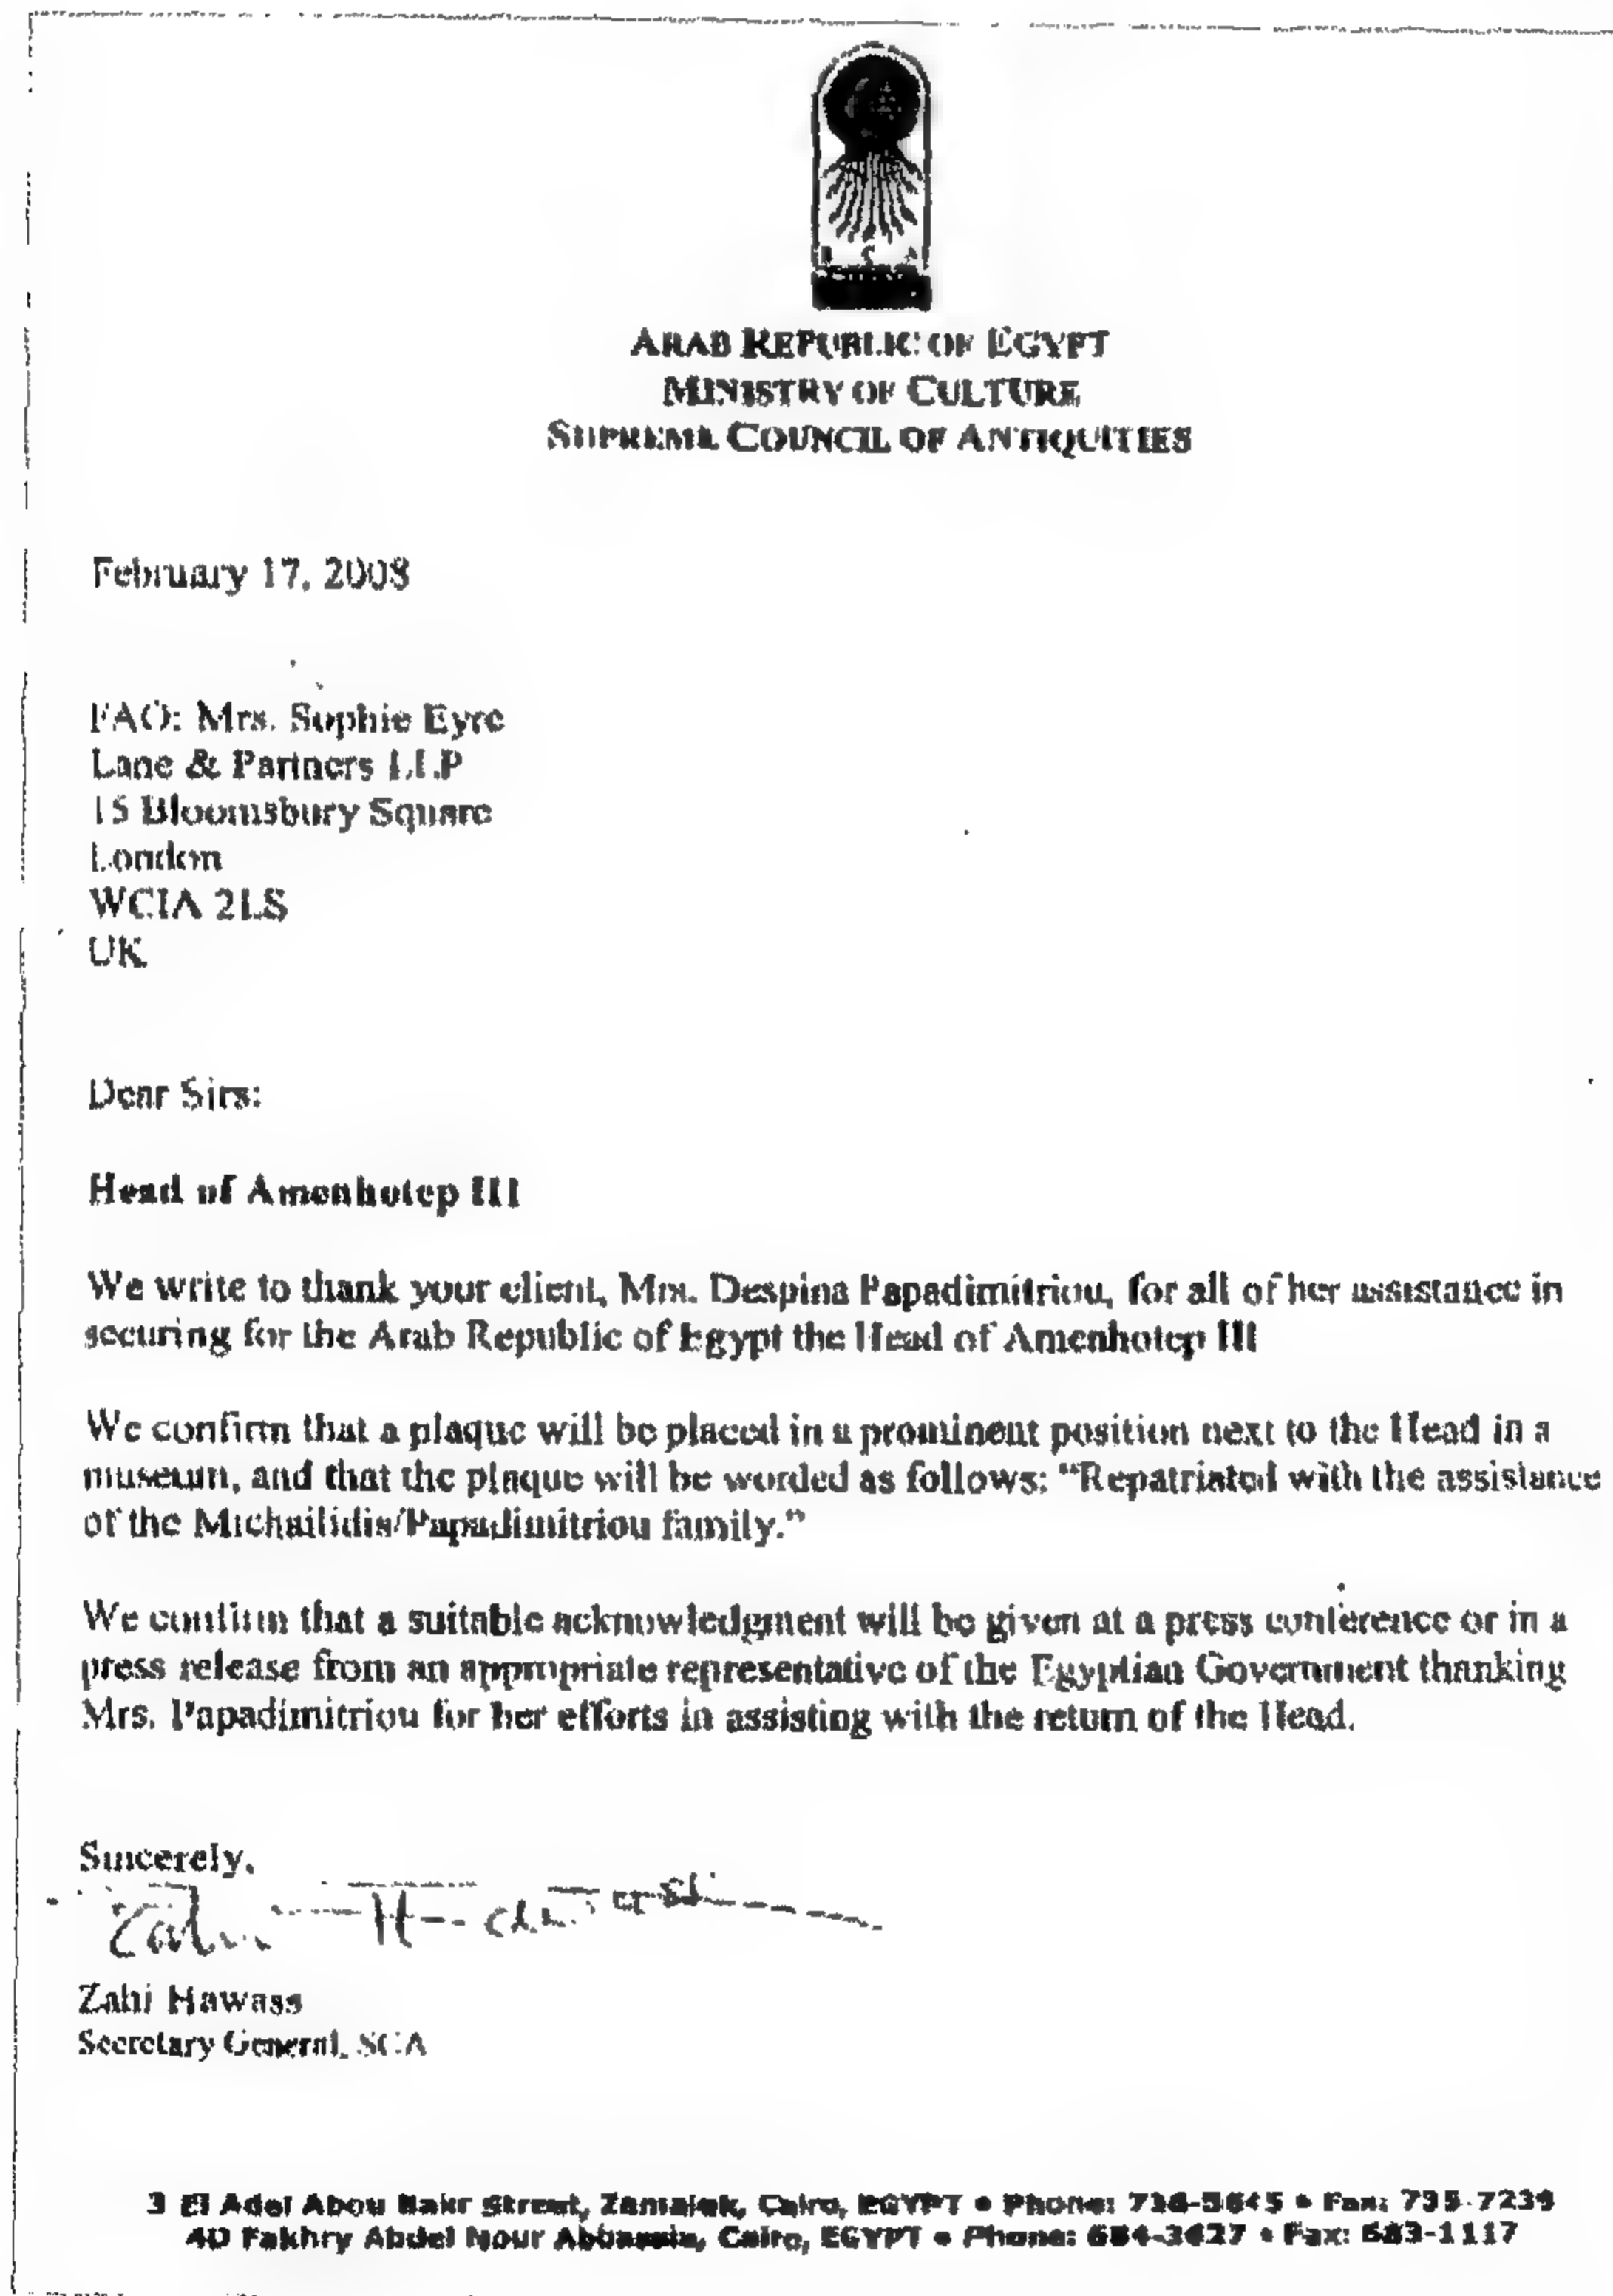 ARAB REPUBLIC OF EGYPT
MINISTRY OF CULTURE
SUPREME COUNCIL OF ANTIQUITIES
February 17, 2008
FAO: Mrs. Sophie Eyre
Lane & Partners LLP
15 Bloomsbury Square
London
WCIA 2LS
UK
Dear Sirs:
Head of Amenhotep III
We write to thank your client, Mrs. Despina Papadimitriou, for all of her assistance in
securing for the Arab Republic of Egypt the Head of Amenhotep III
We confirm that a plaque will be placed in a prominent position next to the Head in a
museum, and that the plaque will be worded as follows: “Repatriated with the assistance
of the Michailidis/Papadimitriou family.”
We confirm that a suitable acknowledgment will be given at a press conference or in a
press release from an appropriate representative of the Egyptian Government thanking
Mrs. Papadimitriou for her efforts in assisting with the return of the Head.
Sincerely,
Zahi Hawass
Secretary General, SCA
3 El Adel Abou Bakr Street, Zamalek, Cairo, EGYPT • Phone: • Fax: 735-7239
4D Fakhry Abdel Nour Abbassia, Cairo, EGYPT • Phone: • Fax: 683-1117